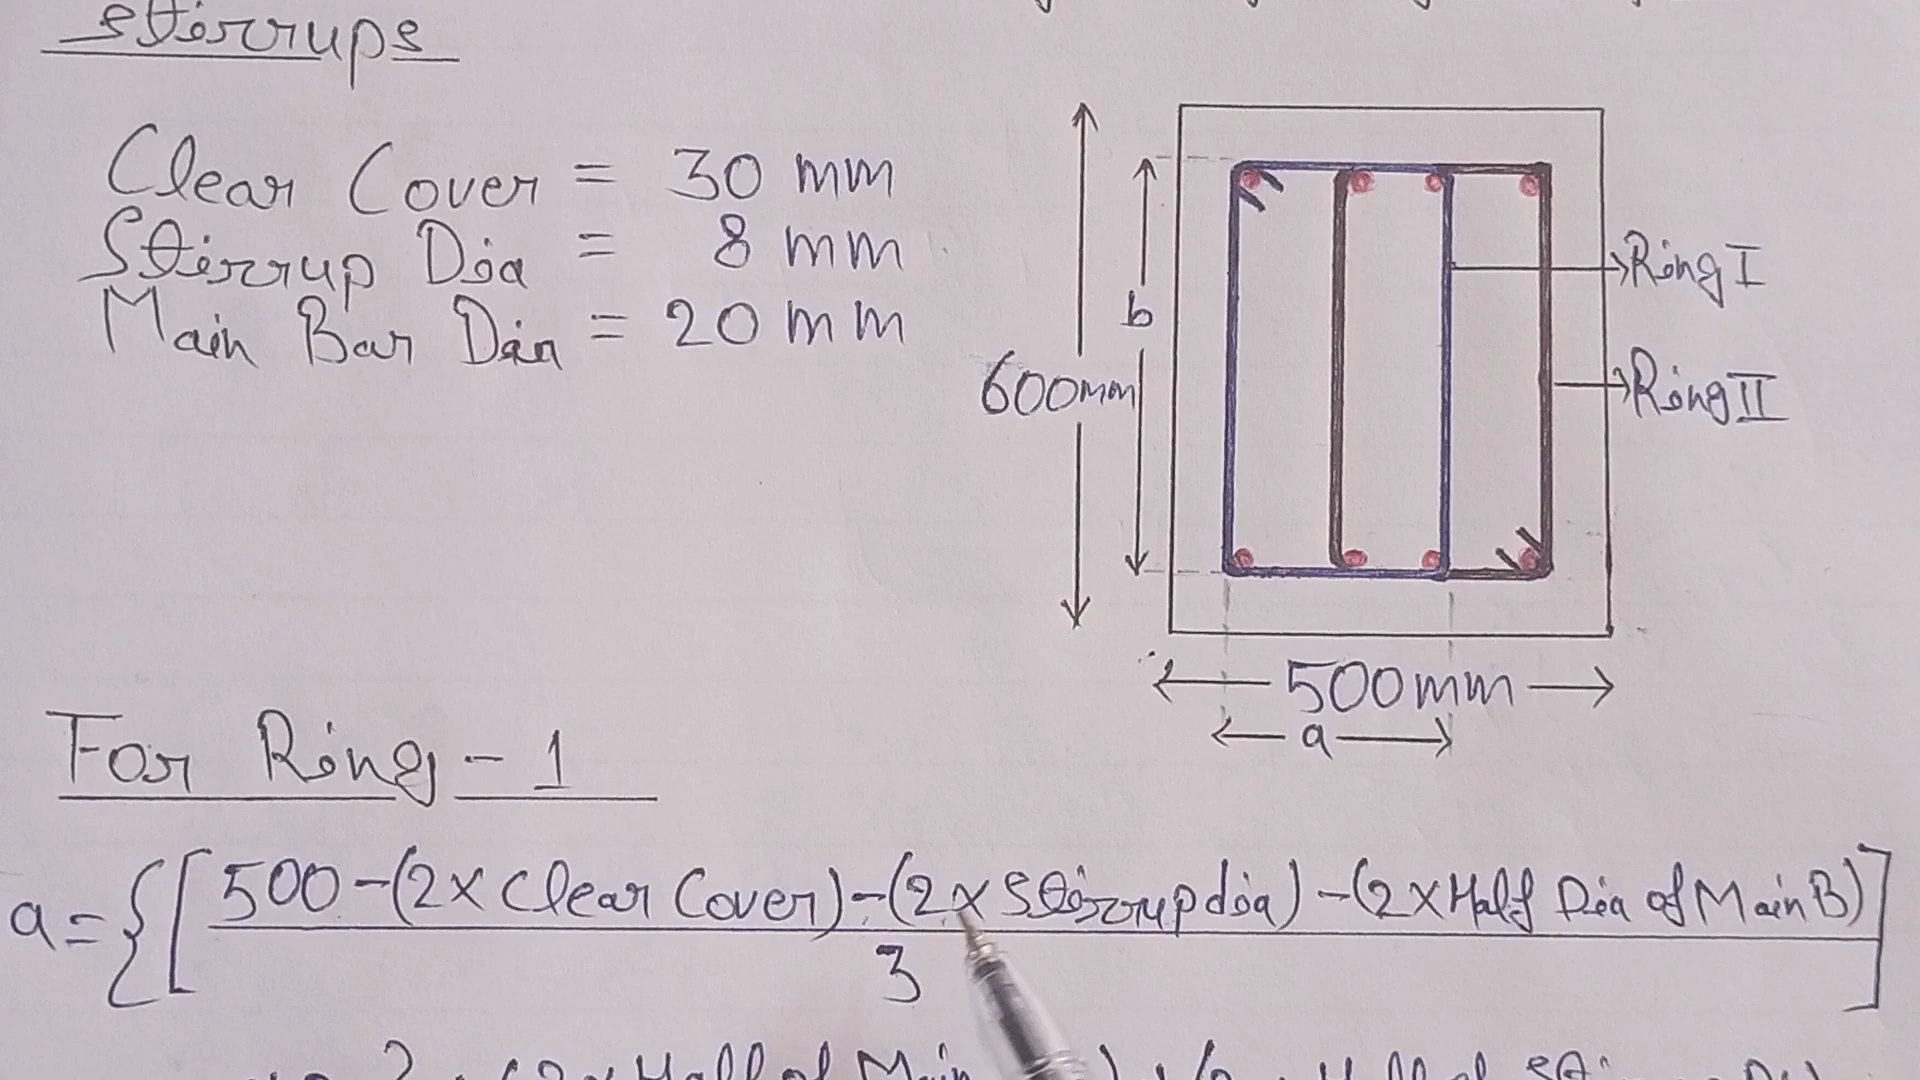 Stirrups
Clear Cover = 30 mm
Stirrup Dia = 8 mm
Main Bar Dia = 20 mm
b
600mm
Ring I
Ring II
500mm
a
For Ring - 1
a = { [ 500 - (2 x Clear Cover) - (2 x Stirrup dia) - (2 x Half Dia of Main B) ]
3